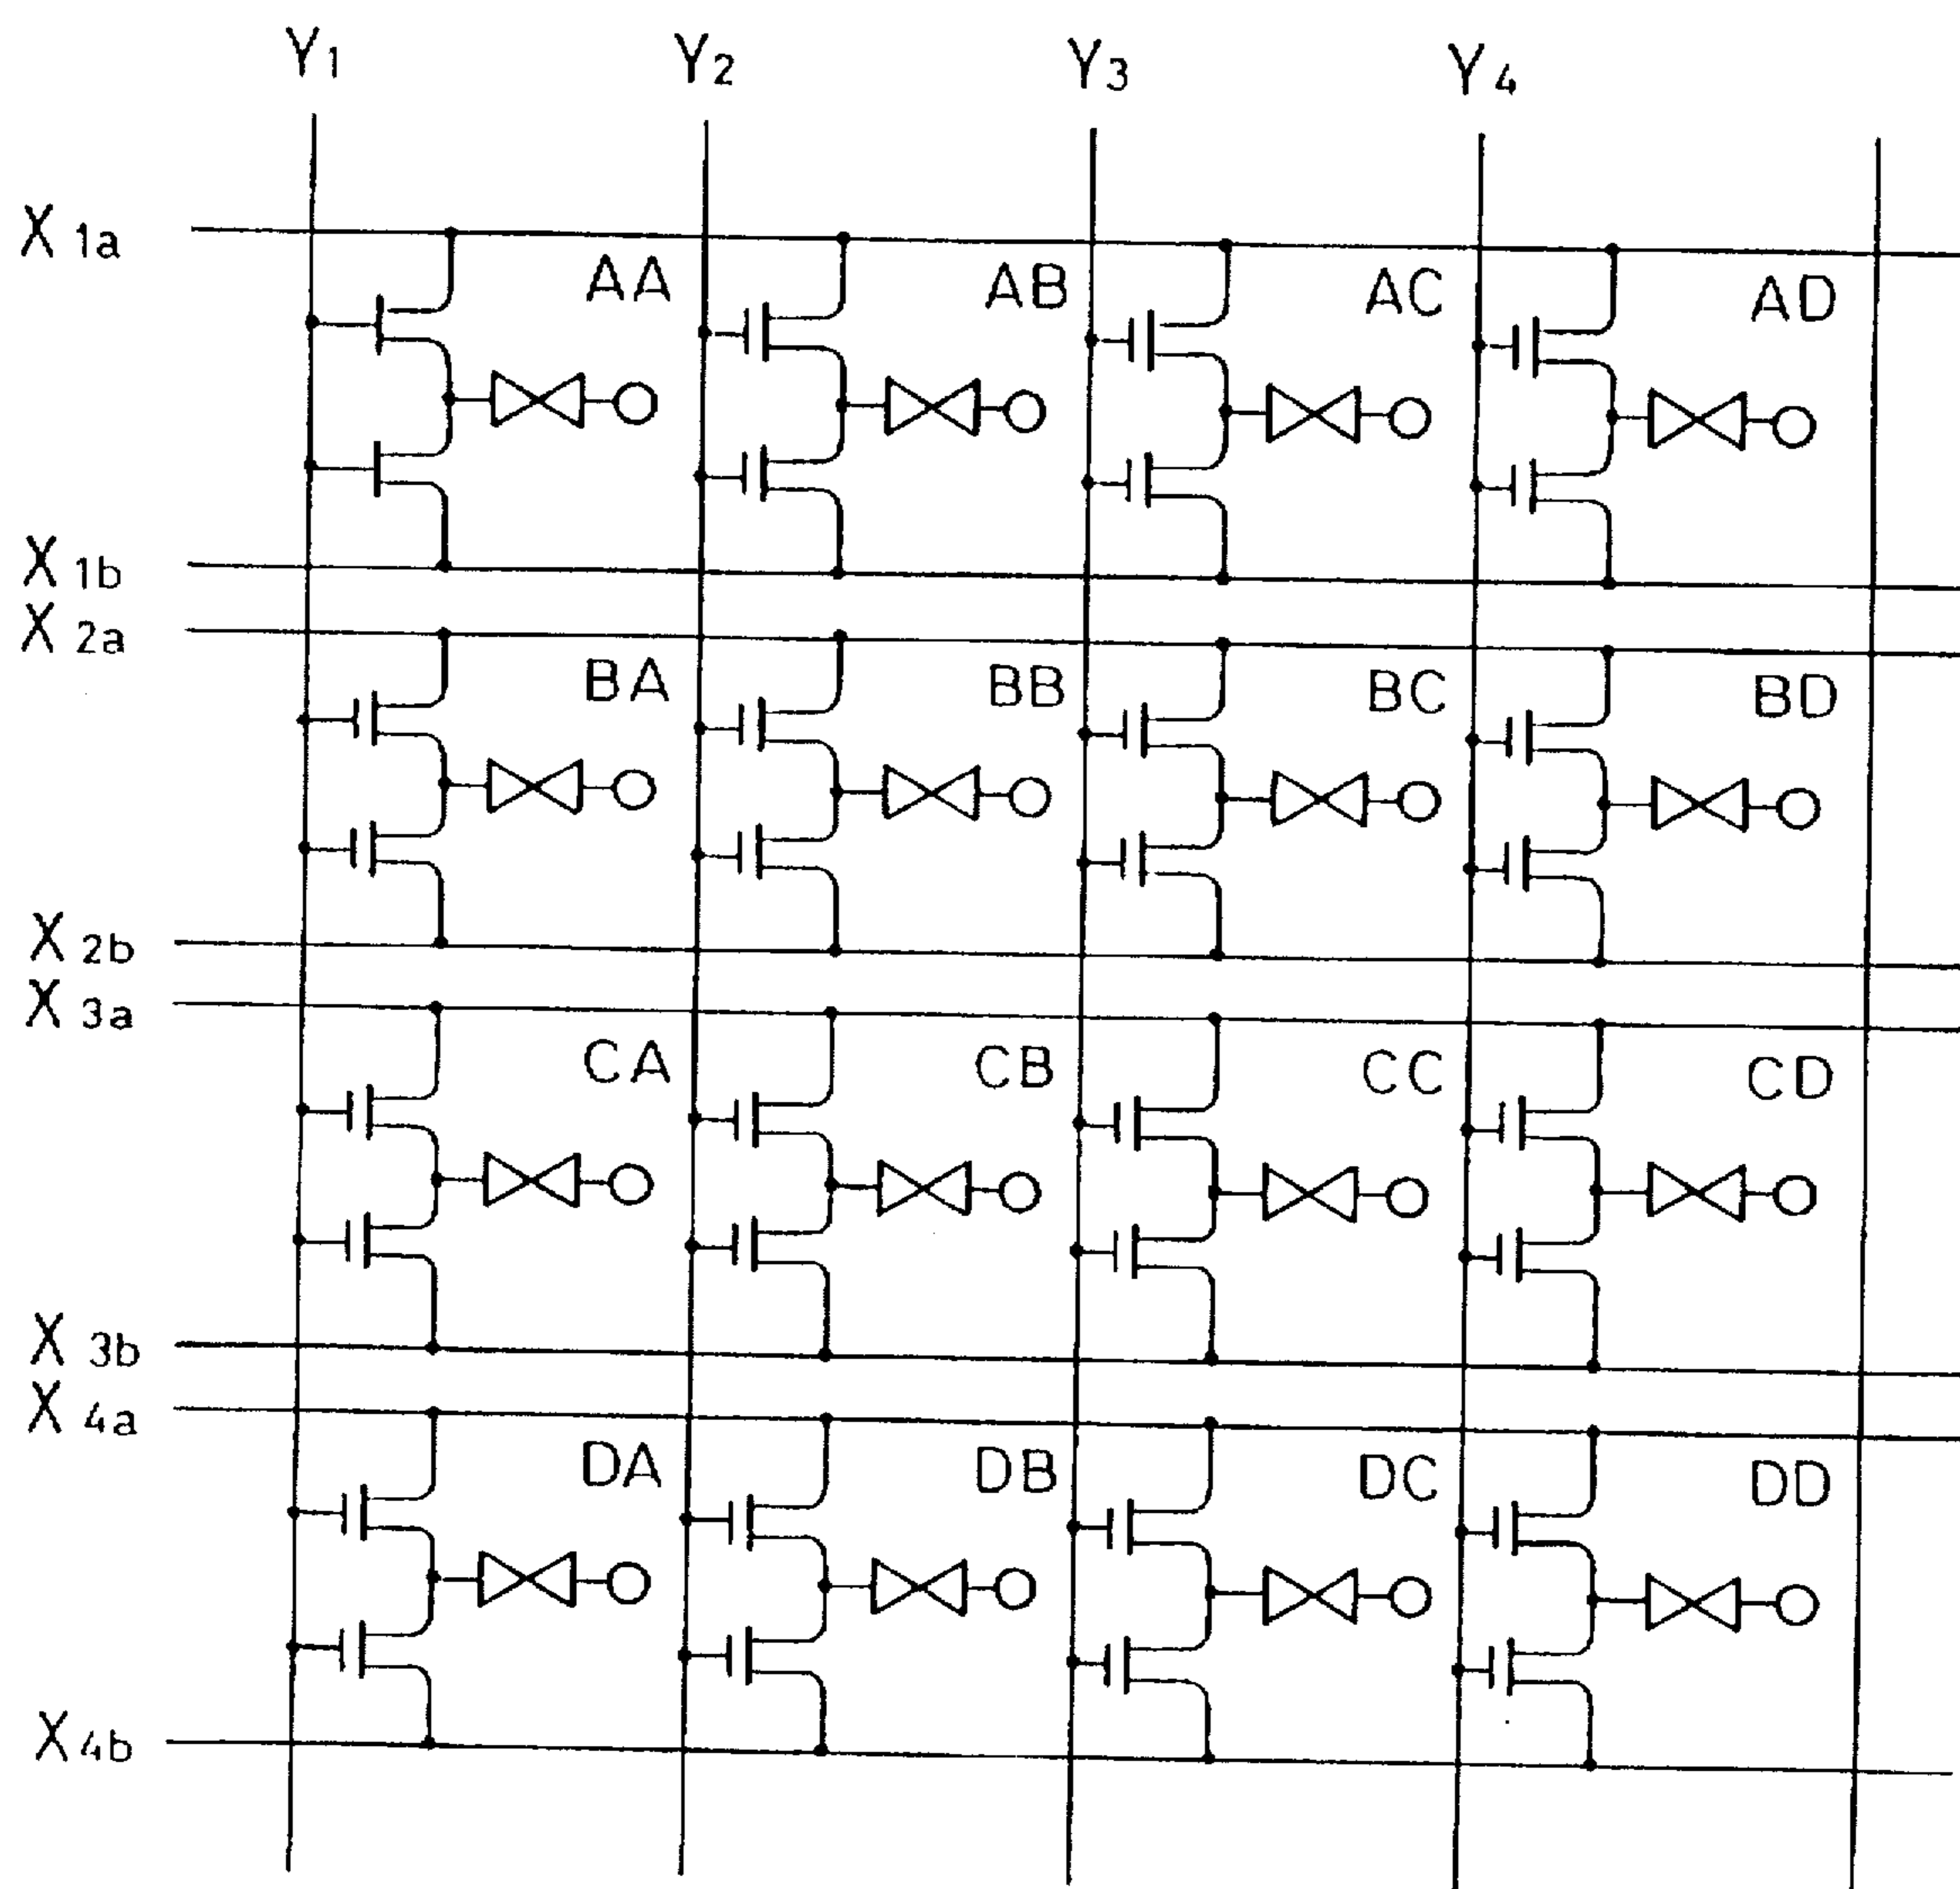 Y1 Y2 Y3 Y4
X1a
AA AB AC AD
X1b
X2a
BA BB BC BD
X2b
X3a
CA CB CC CD
X3b
X4a
DA DB DC DD
X4b